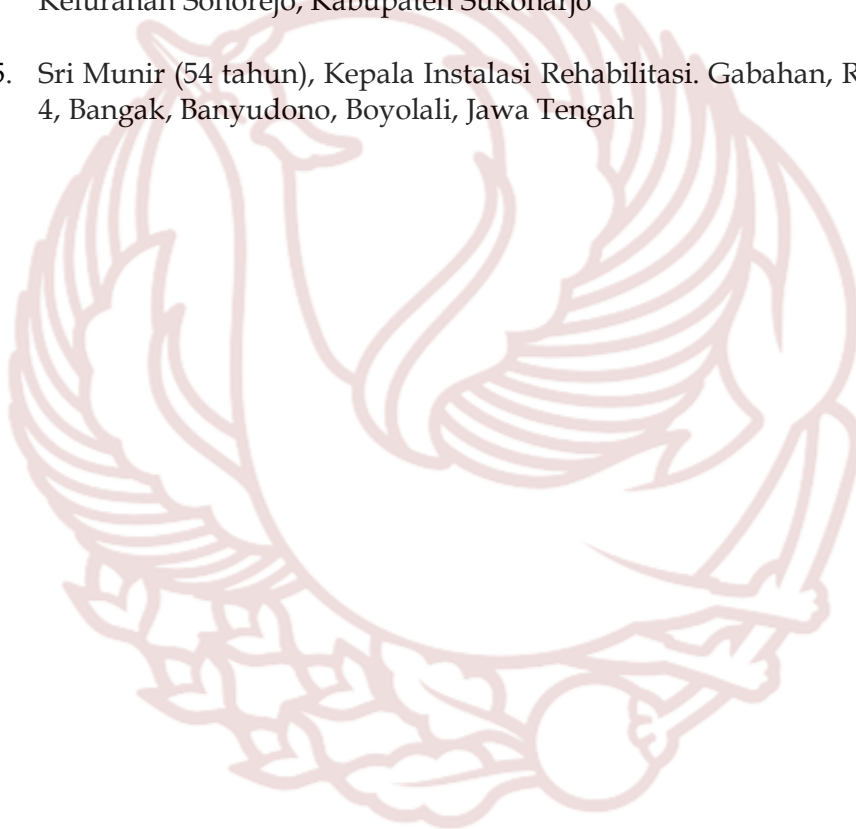 Kelurahan Sonorejo, Kabupaten Sukoharjo
5. Sri Munir (54 tahun), Kepala Instalasi Rehabilitasi. Gabahan,
4, Bangak, Banyudono, Boyolali, Jawa Tengah